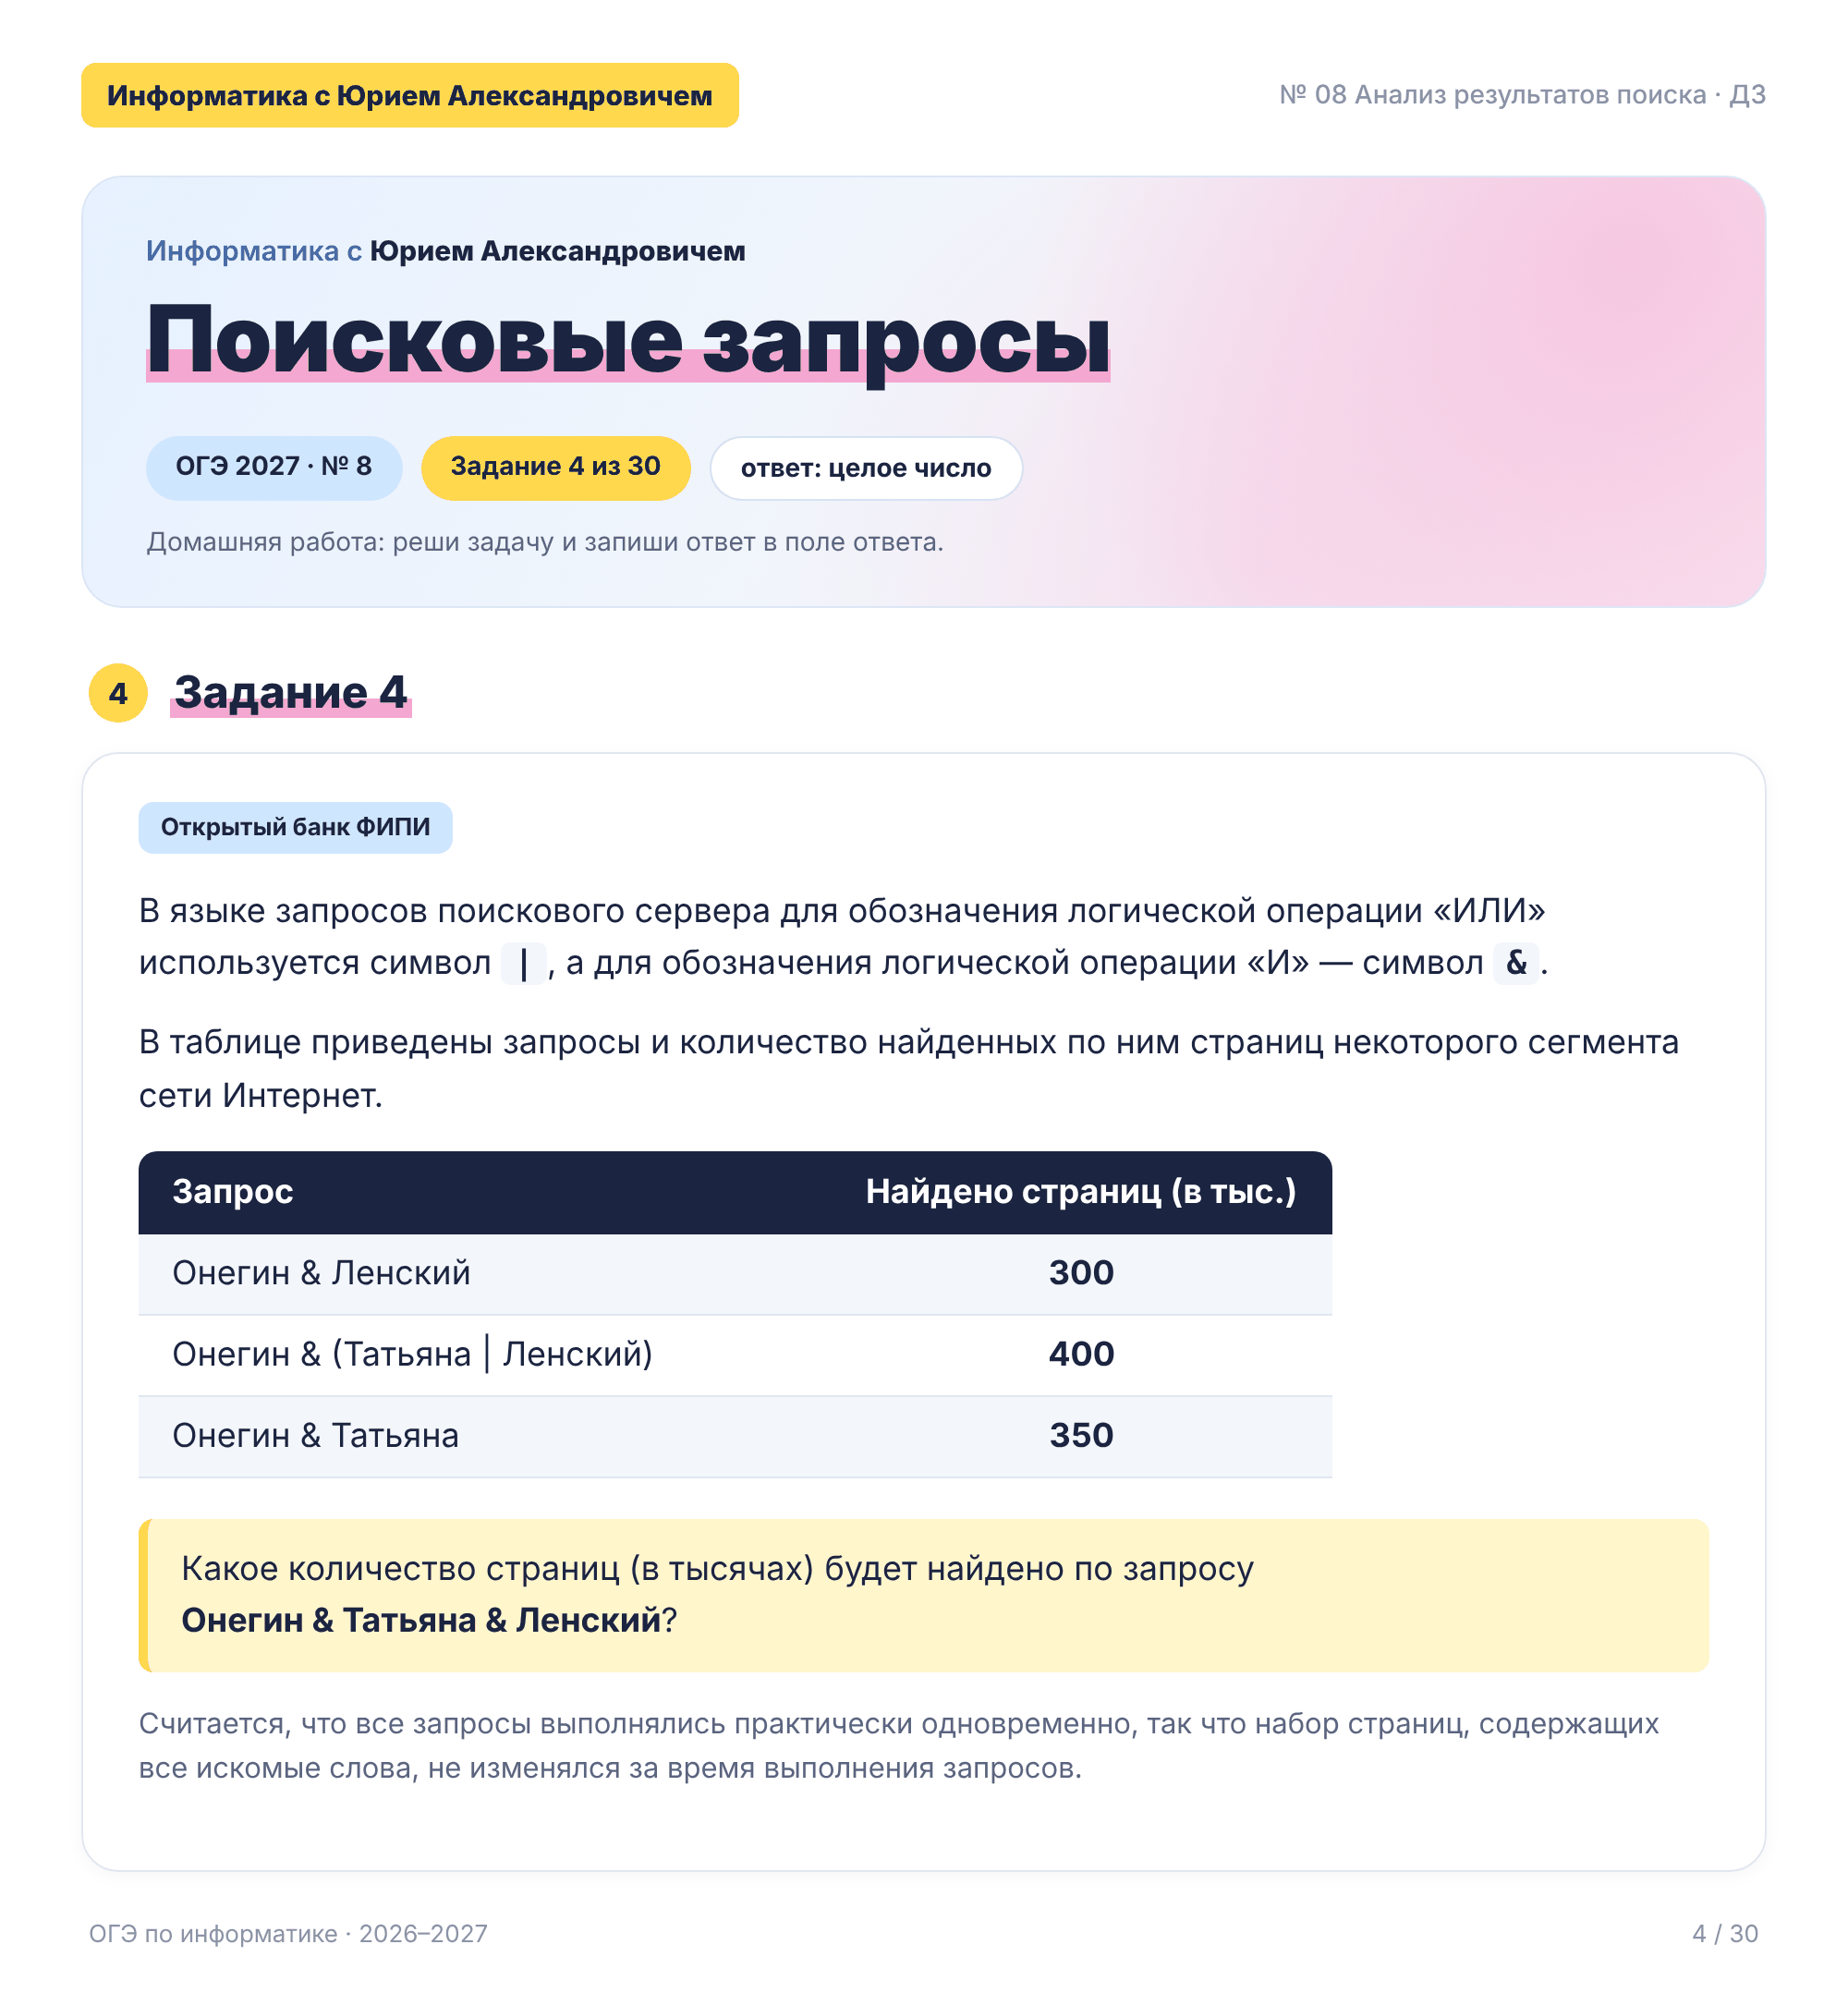 Информатика с Юрием Александровичем
№ 08 Анализ результатов поиска · ДЗ
Информатика с Юрием Александровичем
Поисковые запросы
ОГЭ 2027 · № 8
Задание 4 из 30
ответ: целое число
Домашняя работа: реши задачу и запиши ответ в поле ответа.
4
Задание 4
Открытый банк ФИПИ
В языке запросов поискового сервера для обозначения логической операции «ИЛИ»
используется символ |, а для обозначения логической операции «И» — символ &.
В таблице приведены запросы и количество найденных по ним страниц некоторого сегмента
сети Интернет.
Запрос Найдено страниц (в тыс.)
Онегин & Ленский 300
Онегин & (Татьяна | Ленский) 400
Онегин & Татьяна 350
Какое количество страниц (в тысячах) будет найдено по запросу
Онегин & Татьяна & Ленский?
Считается, что все запросы выполнялись практически одновременно, так что набор страниц, содержащих
все искомые слова, не изменялся за время выполнения запросов.
ОГЭ по информатике · 2026–2027
4 / 30